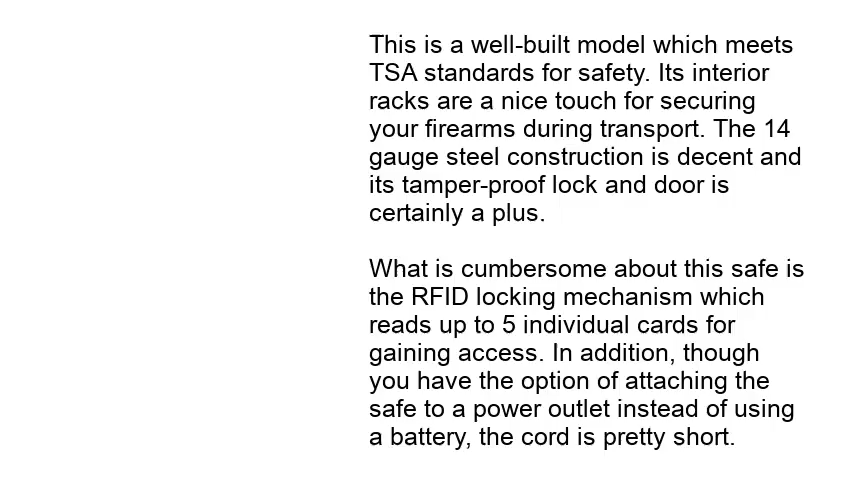 This is a well-built model which meets
TSA standards for safety. Its interior
racks are a nice touch for securing
your firearms during transport. The 14
gauge steel construction is decent and
its tamper-proof lock and door is
certainly a plus.
What is cumbersome about this safe is
the RFID locking mechanism which
reads up to 5 individual cards for
gaining access. In addition, though
you have the option of attaching the
safe to a power outlet instead of using
a battery, the cord is pretty short.